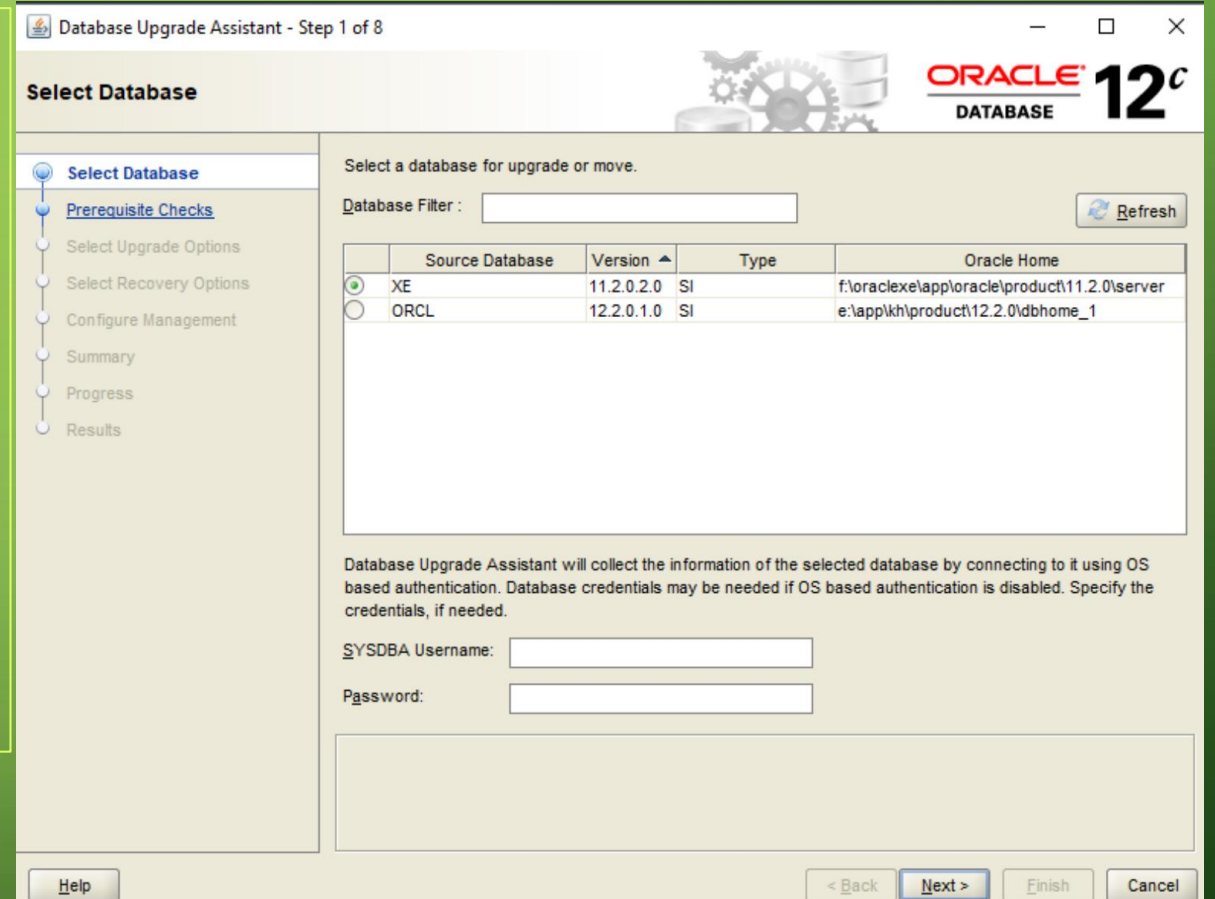 Database Upgrade Assistant - Step 1 of 8
Select Database
ORACLE DATABASE 12c
Select Database
Prerequisite Checks
Select Upgrade Options
Select Recovery Options
Configure Management
Summary
Progress
Results
Select a database for upgrade or move.
Database Filter :
Refresh
Source Database Version Type Oracle Home
XE 11.2.0.2.0 SI f:\oraclexe\app\oracle\product\11.2.0\server
ORCL 12.2.0.1.0 SI e:\app\kh\product\12.2.0\dbhome_1
Database Upgrade Assistant will collect the information of the selected database by connecting to it using OS
based authentication. Database credentials may be needed if OS based authentication is disabled. Specify the
credentials, if needed.
SYSDBA Username:
Password:
Help < Back Next > Finish Cancel